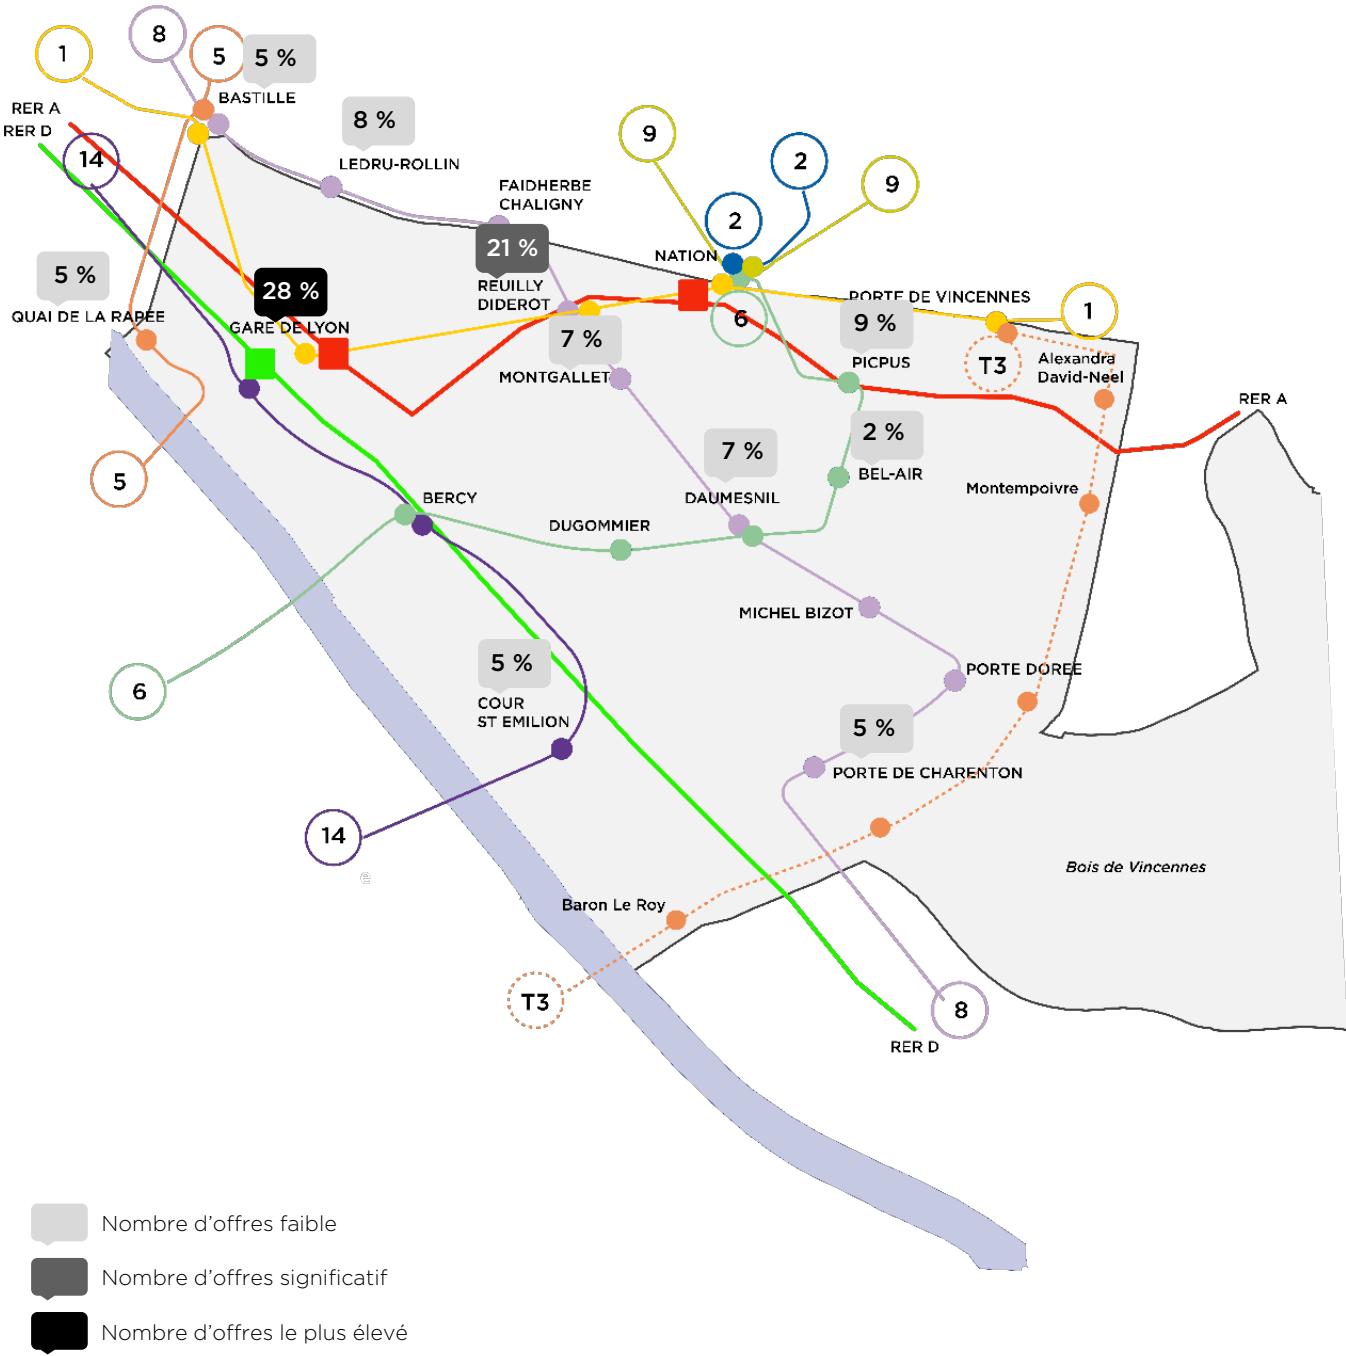 8
1
5
5 %
BASTILLE
RER A
RER D
14
8 %
LEDRU-ROLLIN
9
2
9
FAIDHERBE
CHALIGNY
2
21 %
NATION
5 %
28 %
REUILLY
DIDEROT
PORTE DE VINCENNES
1
QUAI DE LA RAPÉE
GARE DE LYON
6
9 %
7 %
PICPUS
T3
Alexandra
David-Neel
MONTGALLET
RER A
2 %
7 %
BEL-AIR
5
Montempoivre
BERCY
DAUMESNIL
DUGOMMIER
MICHEL BIZOT
5 %
PORTE DORÉE
6
COUR
ST EMILION
5 %
PORTE DE CHARENTON
14
Bois de Vincennes
e
Baron Le Roy
T3
8
RER D
Nombre d'offres faible
Nombre d'offres significatif
Nombre d'offres le plus élevé